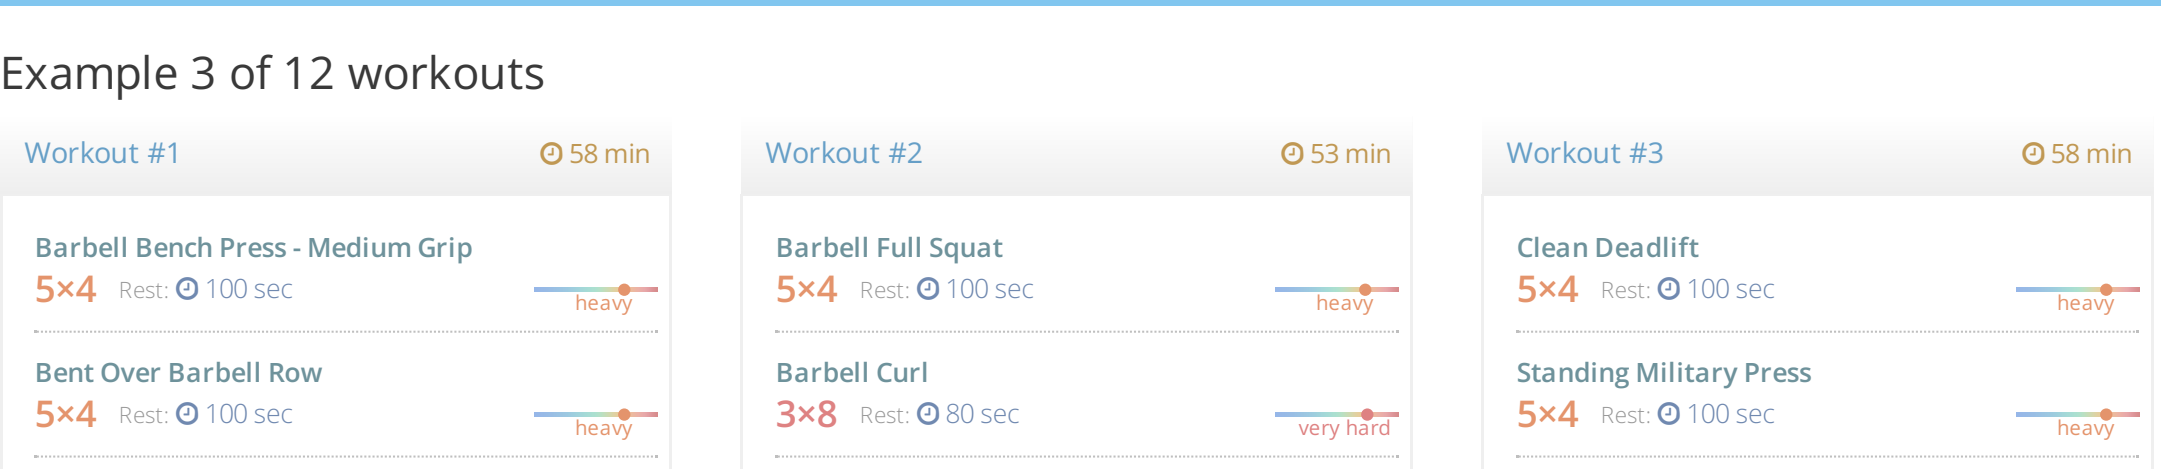 Example 3 of 12 workouts
Workout #1
58 min
Barbell Bench Press - Medium Grip
5×4 Rest: 100 sec
heavy
Bent Over Barbell Row
5×4 Rest: 100 sec
heavy
Workout #2
53 min
Barbell Full Squat
5×4 Rest: 100 sec
heavy
Barbell Curl
3×8 Rest: 80 sec
very hard
Workout #3
58 min
Clean Deadlift
5×4 Rest: 100 sec
heavy
Standing Military Press
5×4 Rest: 100 sec
heavy